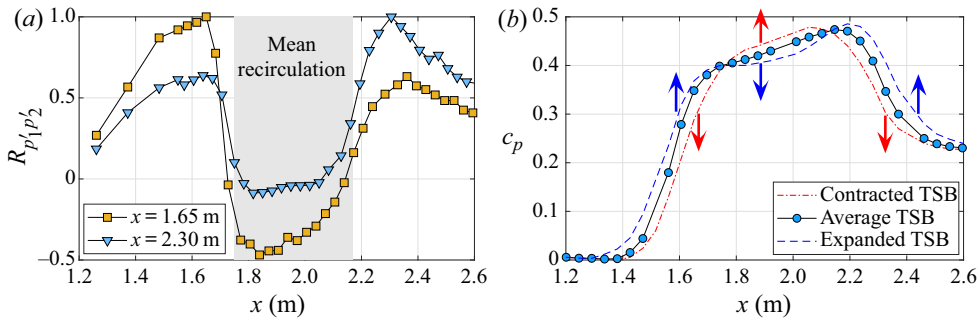 (a)
1.0
0.5
0
–0.5
R_{p'_1 p'_2}
Mean
recirculation
x = 1.65 m
x = 2.30 m
1.2 1.4 1.6 1.8 2.0 2.2 2.4 2.6
x (m)
(b)
0.5
0.4
0.3
0.2
0.1
0
c_p
Contracted TSB
Average TSB
Expanded TSB
1.2 1.4 1.6 1.8 2.0 2.2 2.4 2.6
x (m)